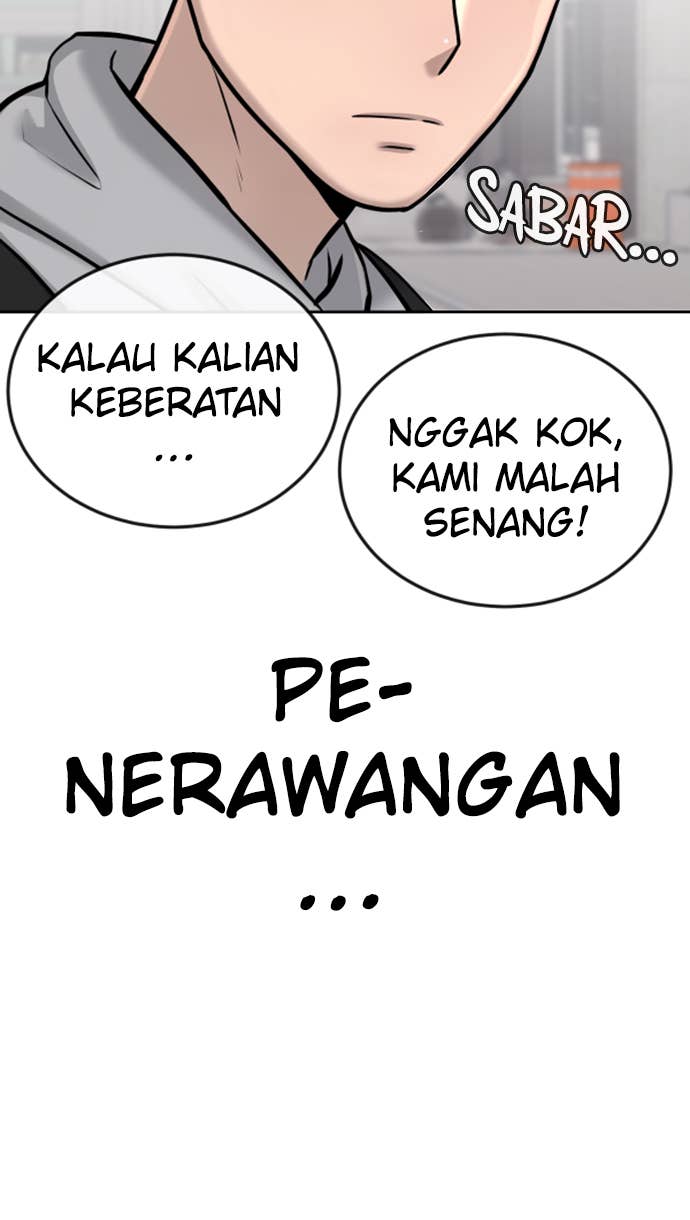 SABAR...
KALAU KALIAN
KEBERATAN
...
NGGAK KOK,
KAMI MALAH
SENANG!
PE-
NERAWANGAN
...